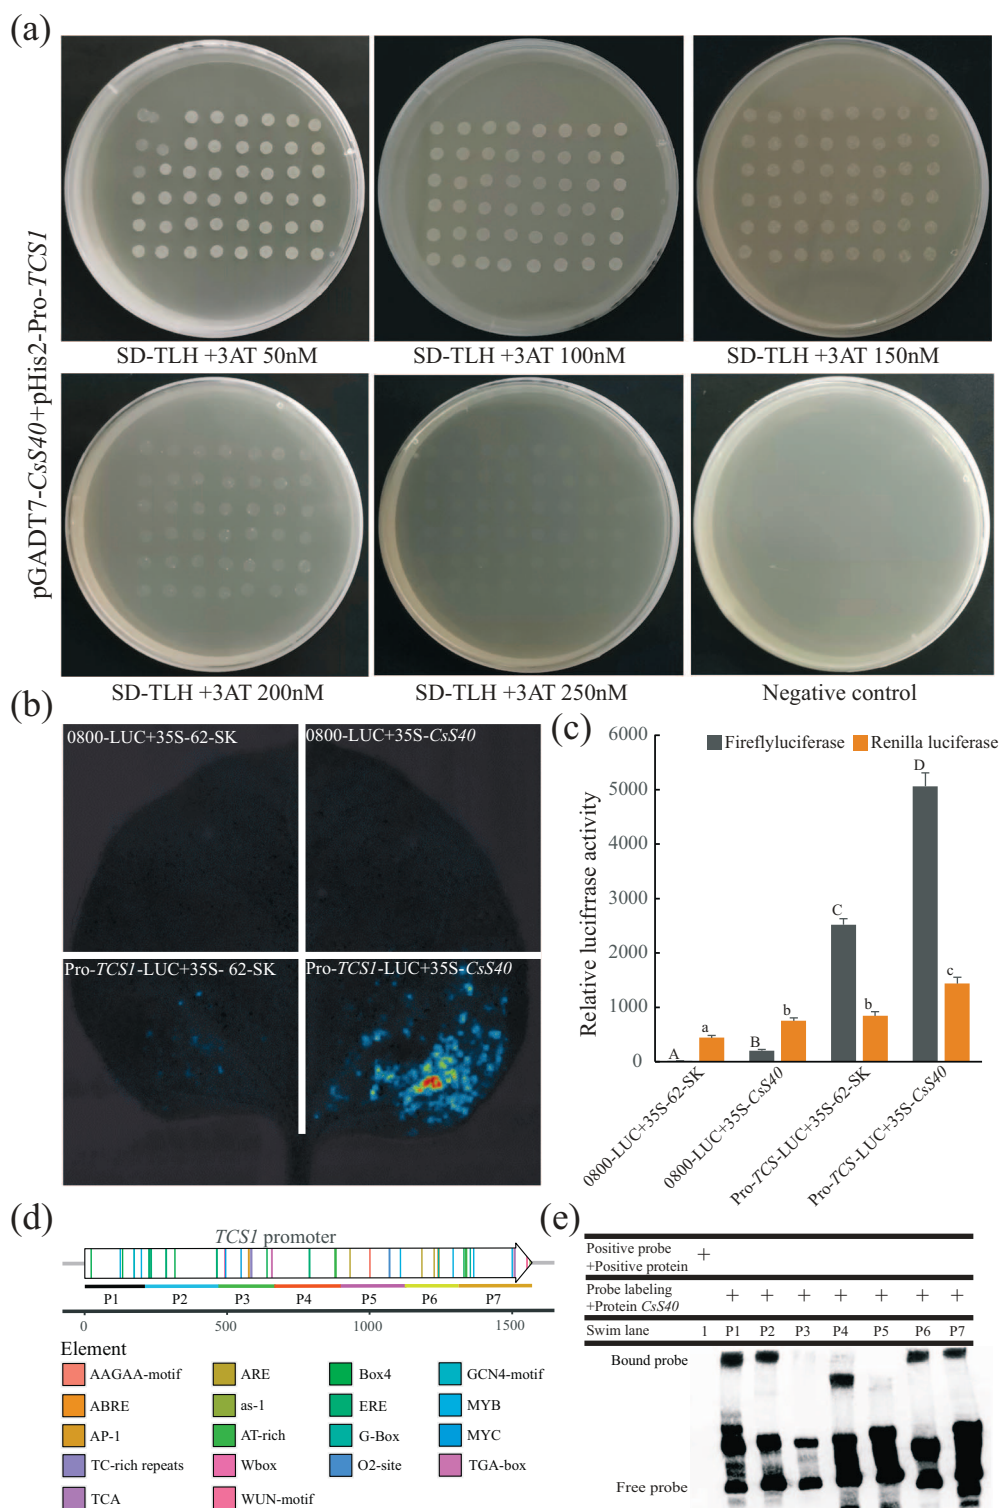 (a)
pGADT7-CsS40+pHis2-Pro-TCS1
SD-TLH +3AT 50nM
SD-TLH +3AT 100nM
SD-TLH +3AT 150nM
SD-TLH +3AT 200nM
SD-TLH +3AT 250nM
Negative control
(b)
0800-LUC+35S-62-SK
0800-LUC+35S-CsS40
Pro-TCS1-LUC+35S- 62-SK
Pro-TCS1-LUC+35S-CsS40
(c)
Relative lucifrrase activity
6000
5000
4000
3000
2000
1000
0
Fireflyluciferase
Renilla luciferase
A
a
B
b
C
b
D
c
0800-LUC+35S-62-SK
0800-LUC+35S-CsS40
Pro-TCS-LUC+35S-62-SK
Pro-TCS-LUC+35S-CsS40
(d)
TCS1 promoter
P1 P2 P3 P4 P5 P6 P7
0 500 1000 1500
Element
AAGAA-motif
ARE
Box4
GCN4-motif
ABRE
as-1
ERE
MYB
AP-1
AT-rich
G-Box
MYC
TC-rich repeats
Wbox
O2-site
TGA-box
TCA
WUN-motif
(e)
Positive probe
+Positive protein
+
Probe labeling
+Protein CsS40
+ + + + + + +
Swim lane 1 P1 P2 P3 P4 P5 P6 P7
Bound probe
Free probe